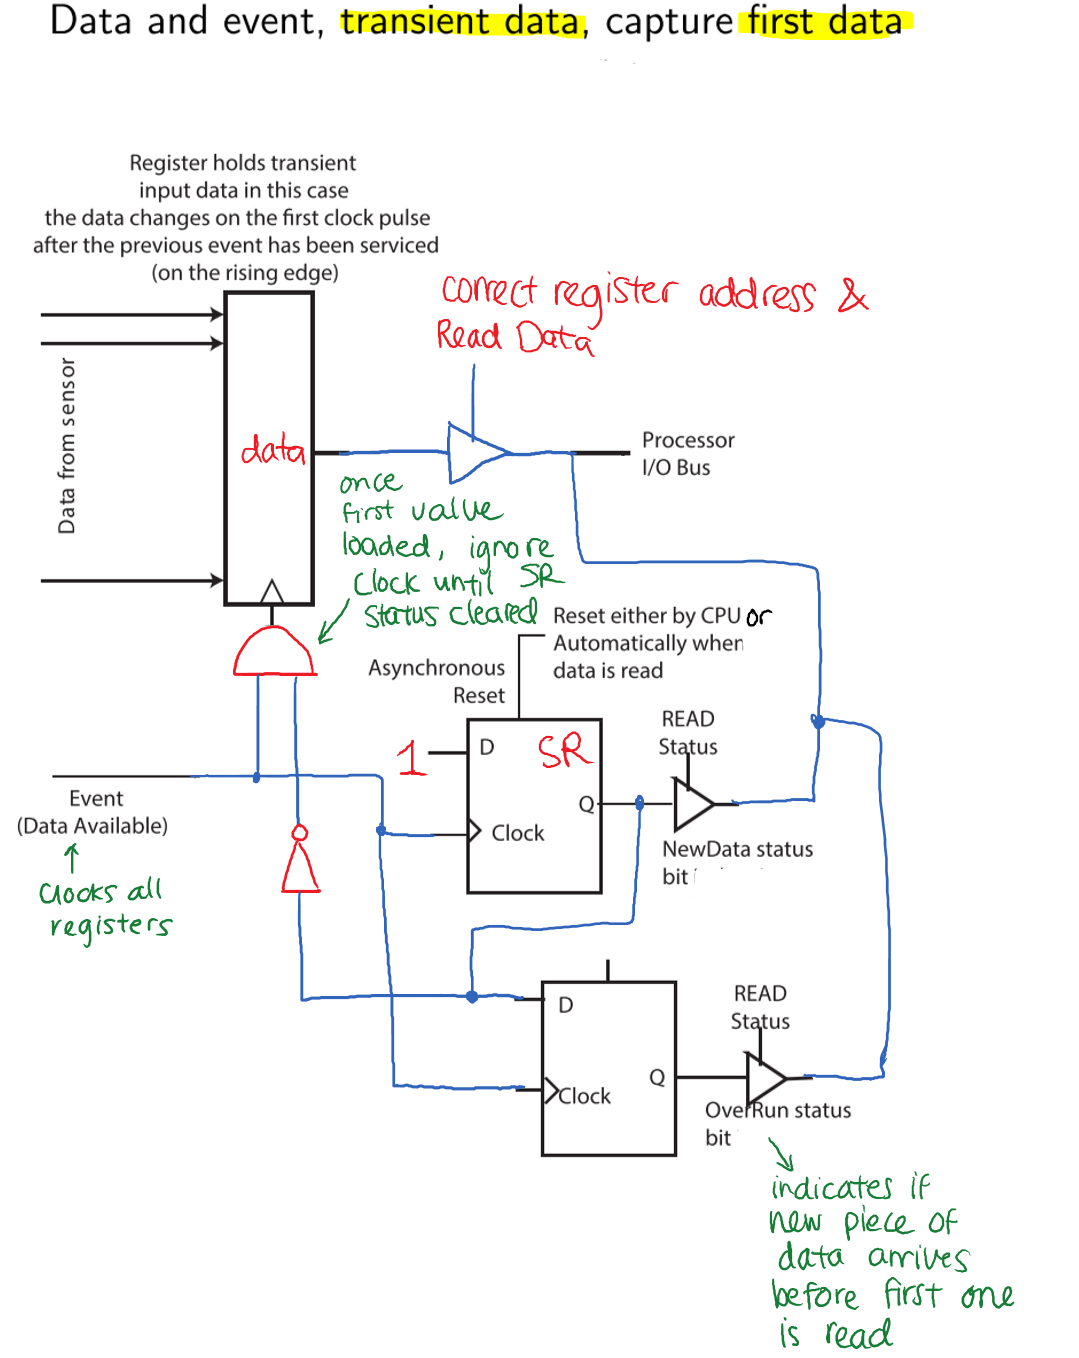 Data and event, transient data, capture first data
Register holds transient
input data in this case
the data changes on the first clock pulse
after the previous event has been serviced
(on the rising edge)
correct register address &
Read Data
Data from sensor
data
Processor
I/O Bus
once
first value
loaded, ignore
clock until SR
status cleared
Reset either by CPU or
Automatically when
data is read
Asynchronous
Reset
1
D
SR
Q
Clock
READ
Status
NewData status
bit
Event
(Data Available)
↑
clocks all
registers
D
Q
Clock
READ
Status
OverRun status
bit
indicates if
new piece of
data arrives
before first one
is read